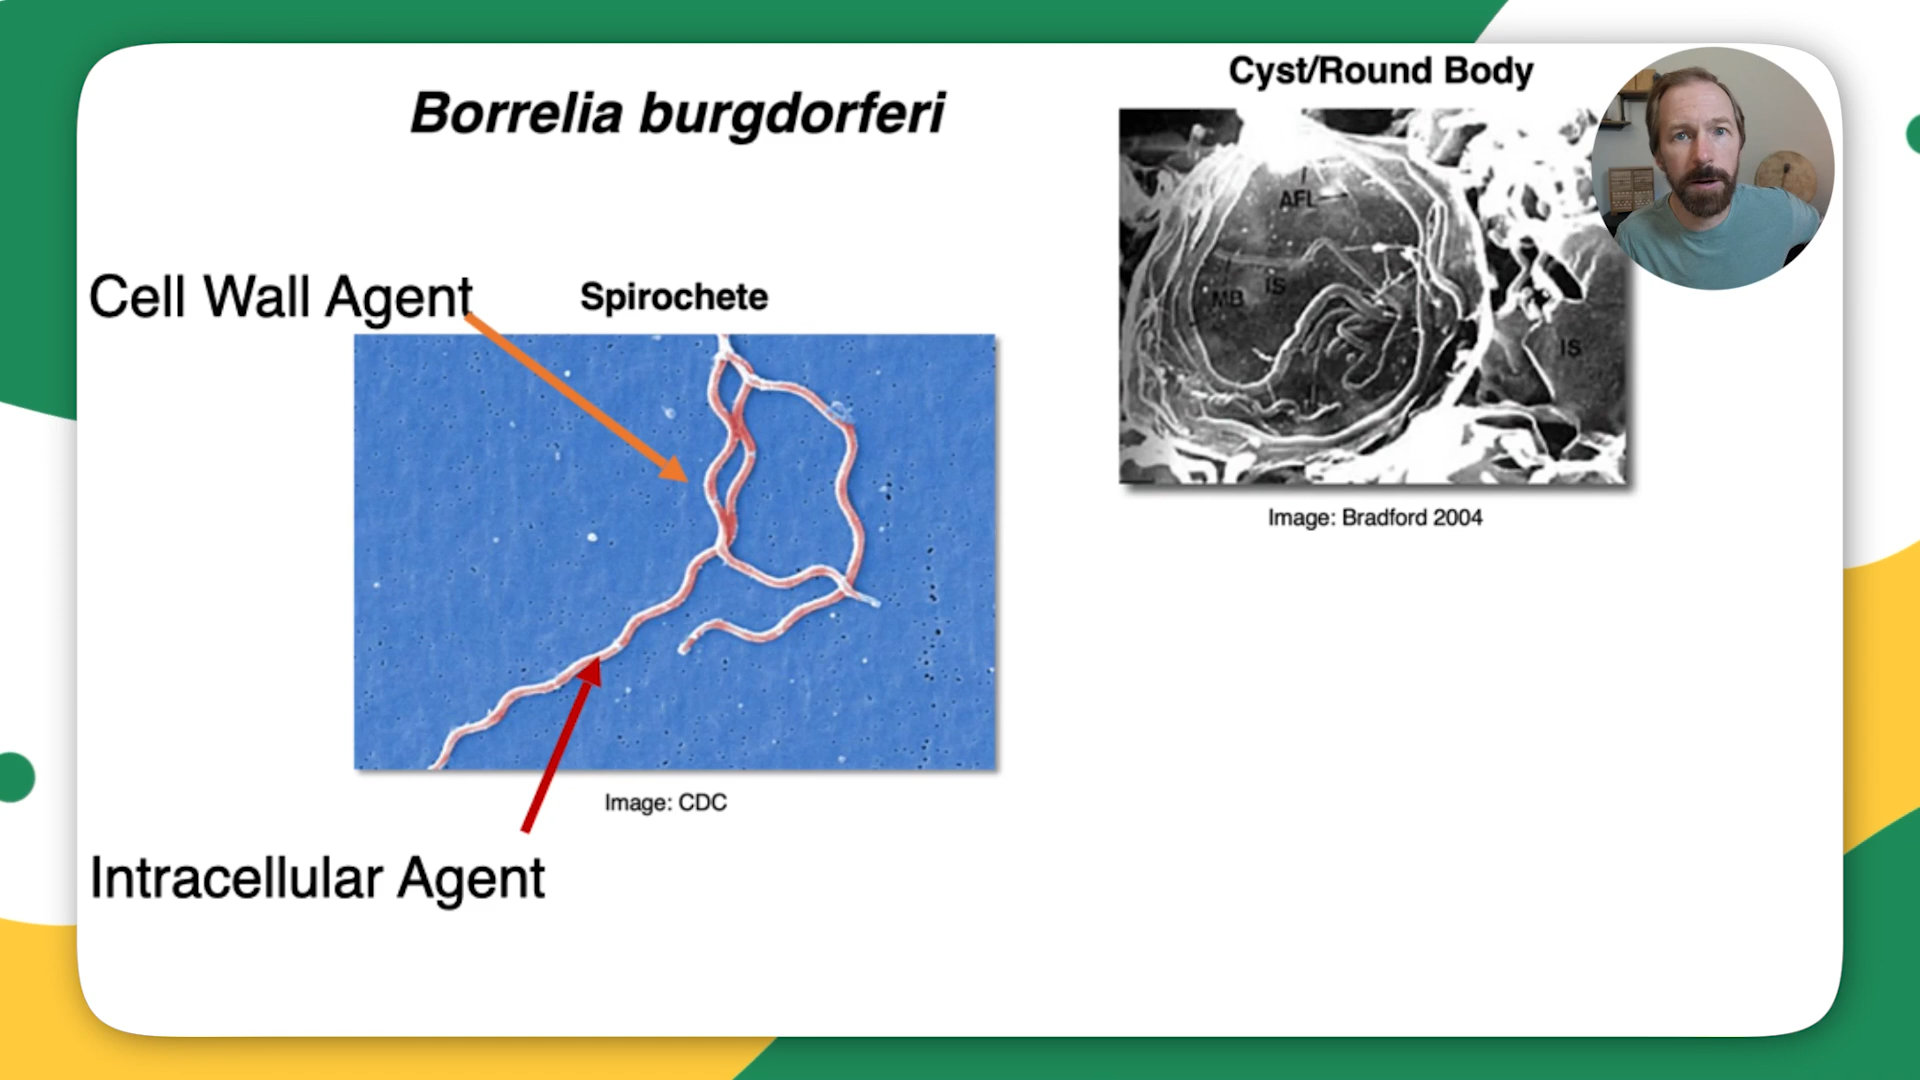 Borrelia burgdorferi
Cyst/Round Body
AFL
MB
IS
IS
Image: Bradford 2004
Cell Wall Agent
Spirochete
Image: CDC
Intracellular Agent